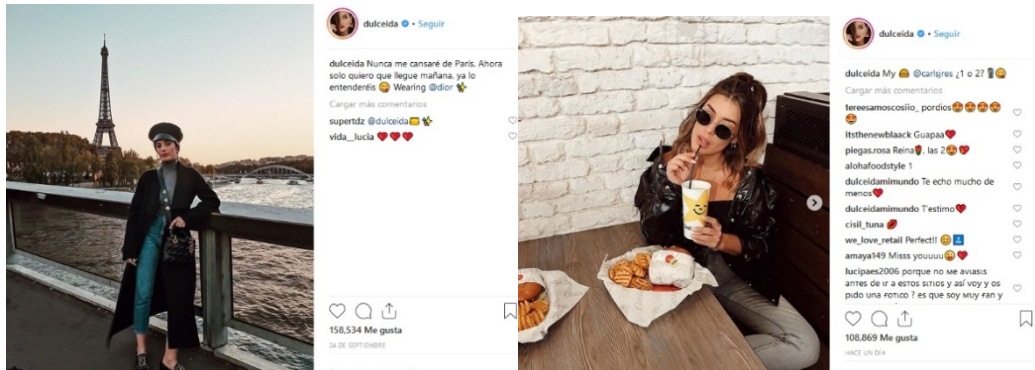 dulceida • Seguir
dulceida Nunca me cansaré de París. Ahora
solo quiero que llegue mañana, ya lo
entenderéis 😋 Wearing @dior 🐝
Cargar más comentarios
supertdz @dulceida
vida__lucia ❤❤❤
158,534 Me gusta
24 DE SEPTIEMBRE
dulceida • Seguir
dulceida My 🍔 @carlsjres ¿1 o 2? 🥤😋
Cargar más comentarios
tereesamoscosiio_ pordios😍😍😍😍
😍
itsthenewblaack Guapaa❤
piegas.rosa Reina🌹, las 2😍❤
alohafoodstyle 1
dulceidamimundo Te echo mucho de
menos❤
dulceidamimundo T'estimo❤
cisil_tuna 💋
we_love_retail Perfect!!
amaya149 Misss youuuu😜❤
lucipaes2006 porque no me avisáis
antes de ir a estos sitios y así voy y os
pido una fotico ? es que soy muy fan y
108,869 Me gusta
HACE UN DÍA